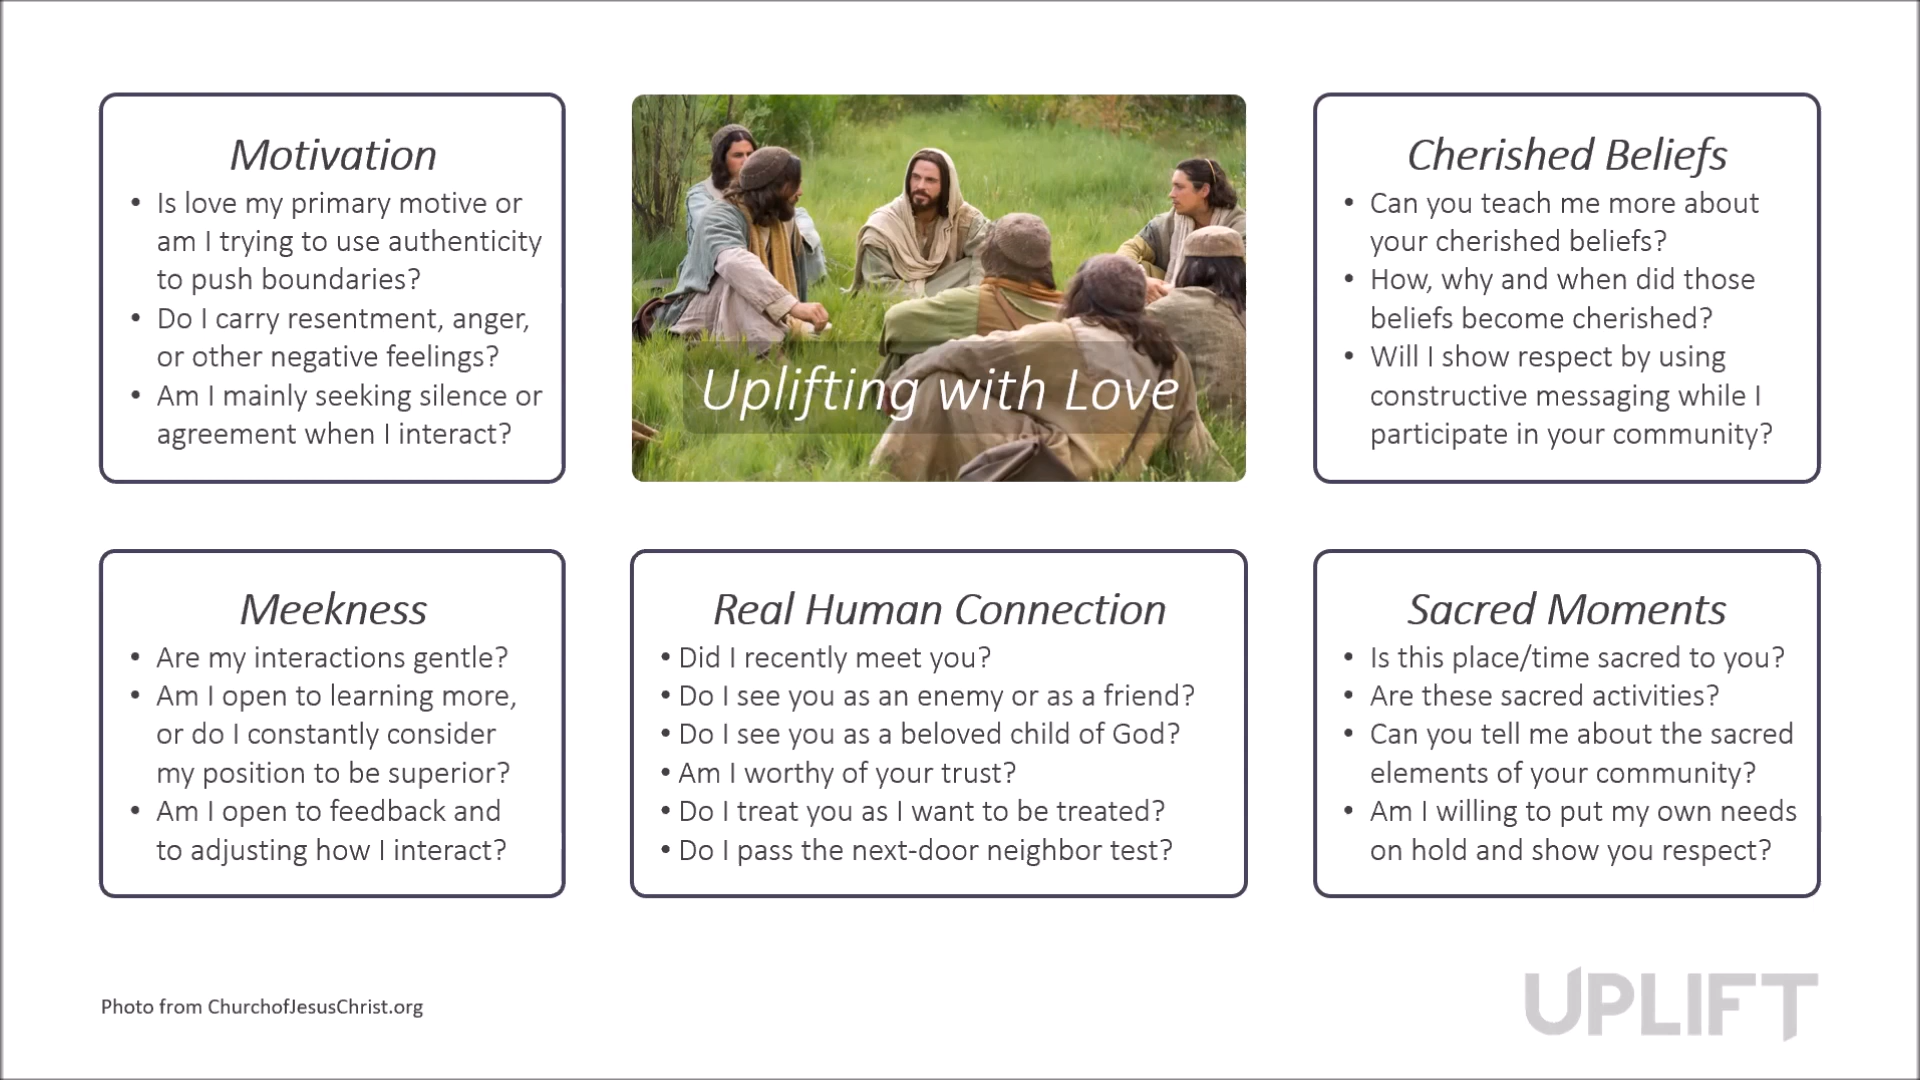 Motivation
• Is love my primary motive or
am I trying to use authenticity
to push boundaries?
• Do I carry resentment, anger,
or other negative feelings?
• Am I mainly seeking silence or
agreement when I interact?
Uplifting with Love
Cherished Beliefs
• Can you teach me more about
your cherished beliefs?
• How, why and when did those
beliefs become cherished?
• Will I show respect by using
constructive messaging while I
participate in your community?
Meekness
• Are my interactions gentle?
• Am I open to learning more,
or do I constantly consider
my position to be superior?
• Am I open to feedback and
to adjusting how I interact?
Real Human Connection
• Did I recently meet you?
• Do I see you as an enemy or as a friend?
• Do I see you as a beloved child of God?
• Am I worthy of your trust?
• Do I treat you as I want to be treated?
• Do I pass the next-door neighbor test?
Sacred Moments
• Is this place/time sacred to you?
• Are these sacred activities?
• Can you tell me about the sacred
elements of your community?
• Am I willing to put my own needs
on hold and show you respect?
Photo from ChurchofJesusChrist.org
UPLIFT